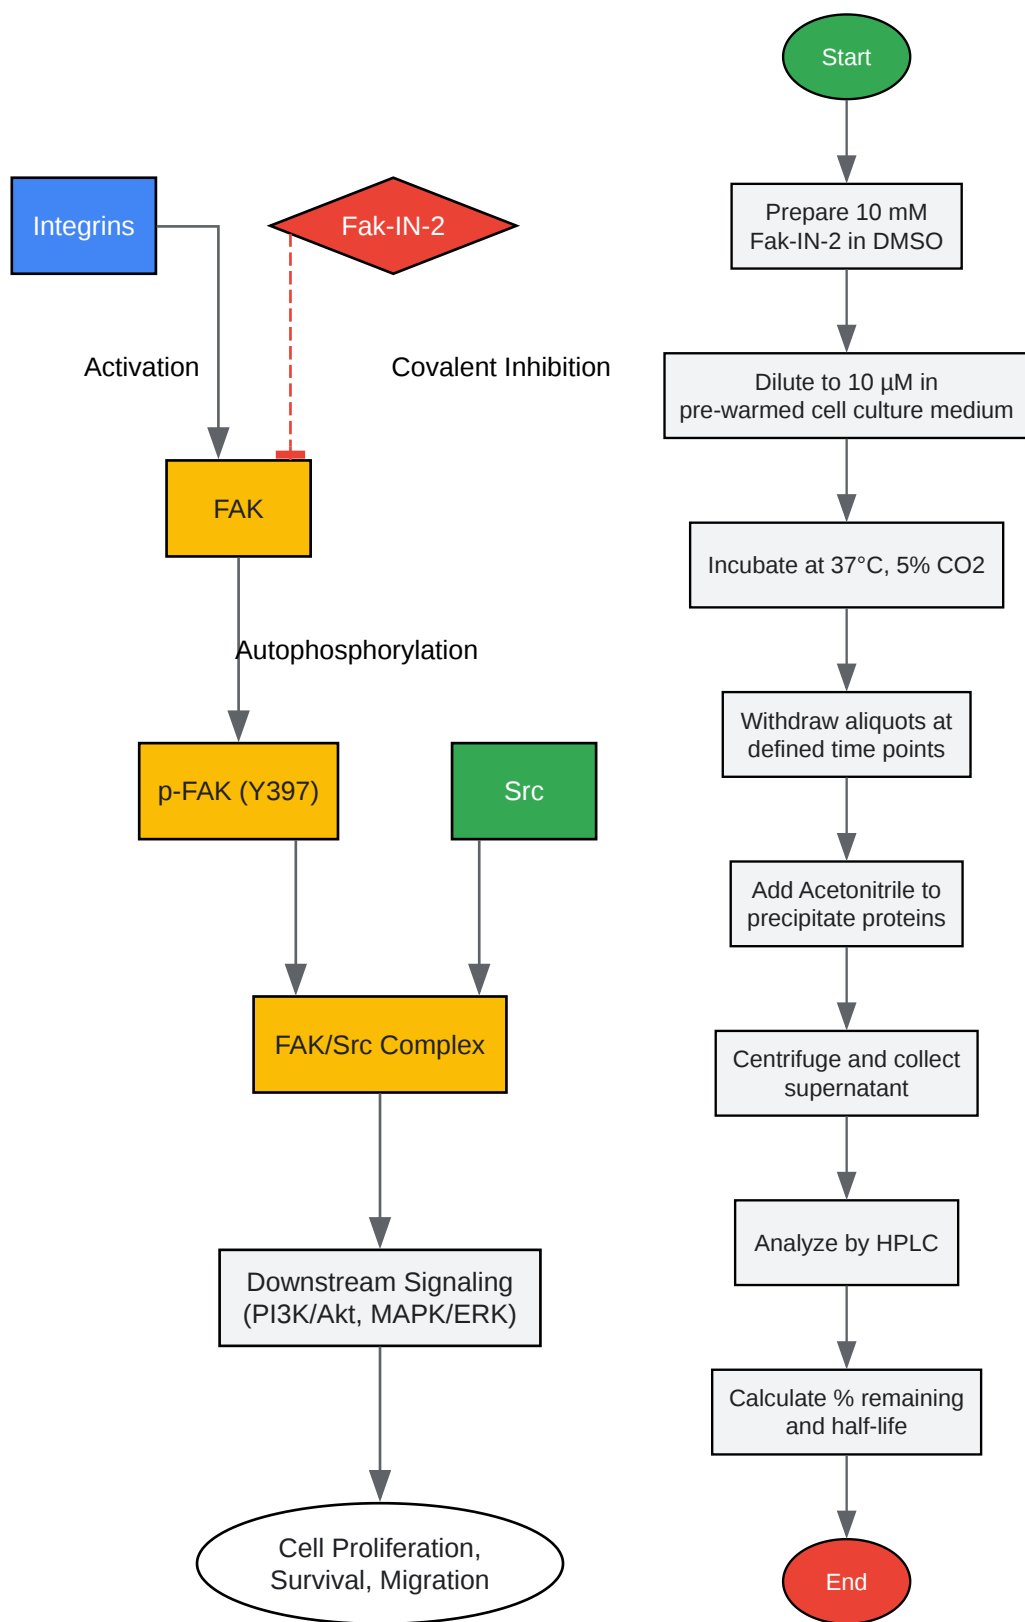 Integrins
Fak-IN-2
Activation
Covalent Inhibition
FAK
Autophosphorylation
p-FAK (Y397)
Src
FAK/Src Complex
Downstream Signaling
(PI3K/Akt, MAPK/ERK)
Cell Proliferation,
Survival, Migration
Start
Prepare 10 mM
Fak-IN-2 in DMSO
Dilute to 10 µM in
pre-warmed cell culture medium
Incubate at 37°C, 5% CO2
Withdraw aliquots at
defined time points
Add Acetonitrile to
precipitate proteins
Centrifuge and collect
supernatant
Analyze by HPLC
Calculate % remaining
and half-life
End